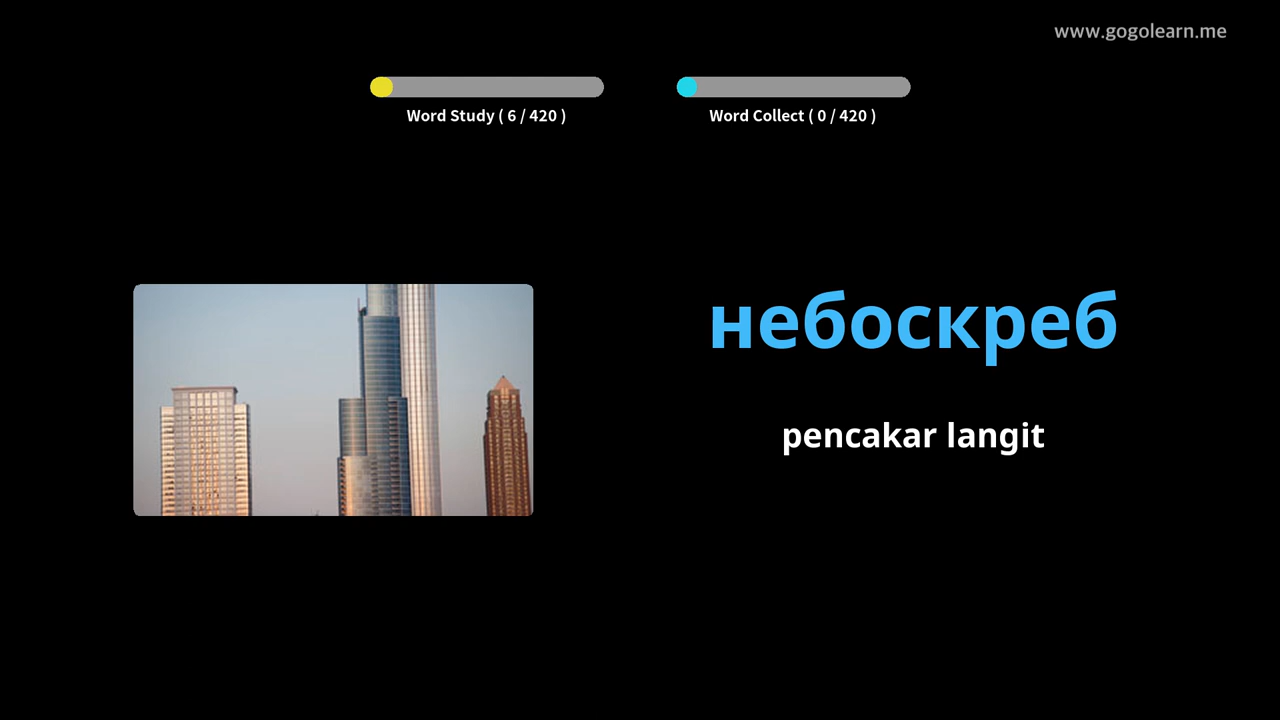 www.gogolearn.me
Word Study ( 6 / 420 )
Word Collect ( 0 / 420 )
небоскреб
pencakar langit